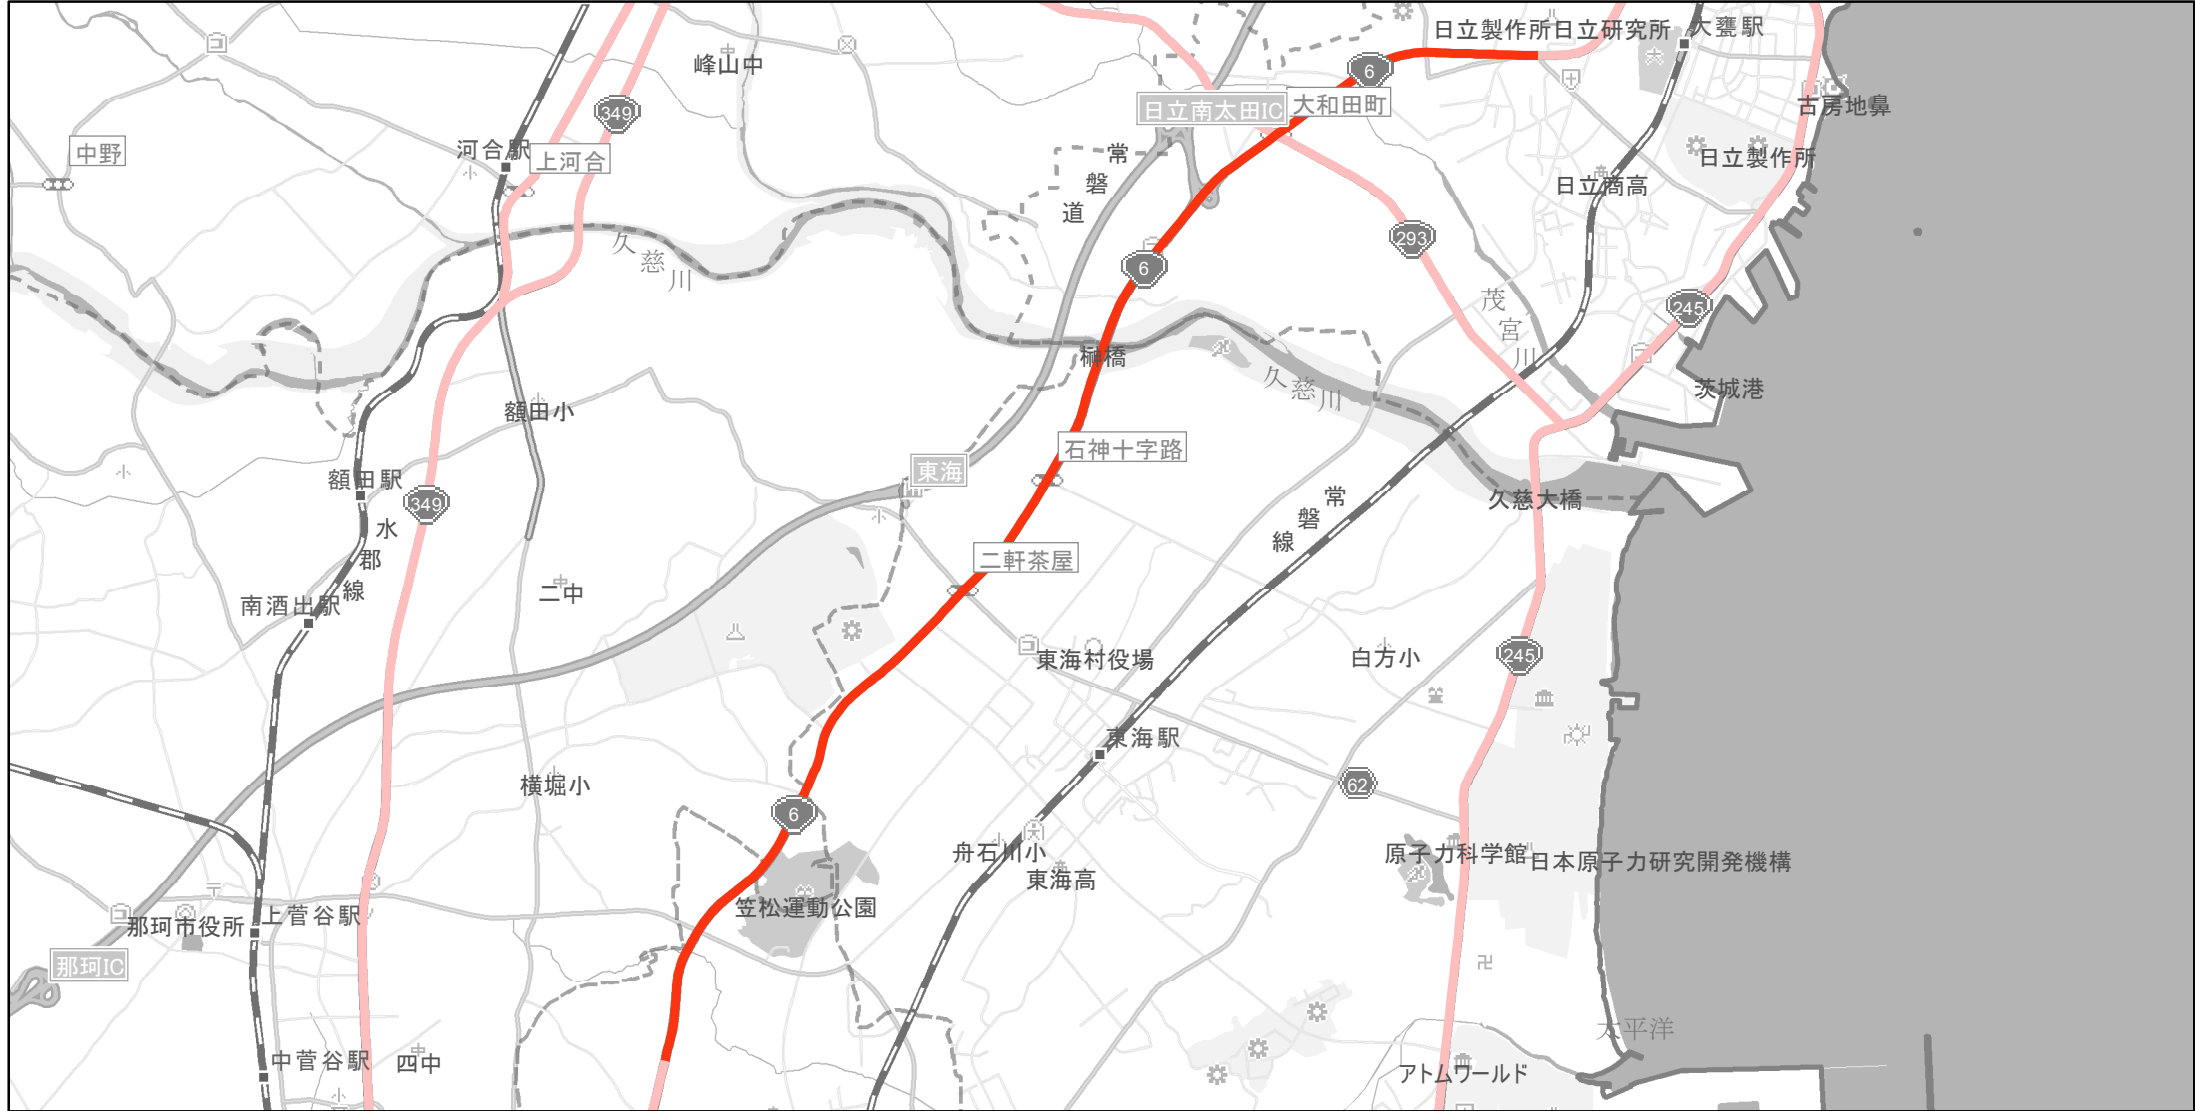 日立製作所日立研究所
大甕駅
峰山中
6
日立南太田IC
大和田町
古房地鼻
349
中野
河合駅
上河合
常磐道
日立製作所
日立商高
久慈川
293
6
茂宮川
245
榊橋
久慈川
茨城港
額田小
石神十字路
東海
額田駅
349
久慈大橋
常磐線
水郡線
二軒茶屋
二中
南酒出駅
東海村役場
白方小
245
東海駅
横堀小
62
6
舟石川小
原子力科学館
日本原子力研究開発機構
東海高
笠松運動公園
上菅谷駅
那珂市役所
那珂IC
太平洋
中菅谷駅
四中
アトムワールド